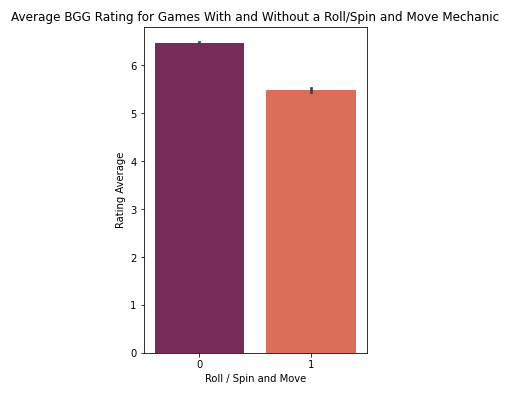 Average BGG Rating for Games With and Without a Roll/Spin and Move Mechanic
6
5
4
3
2
1
0
Rating Average
0 1
Roll / Spin and Move